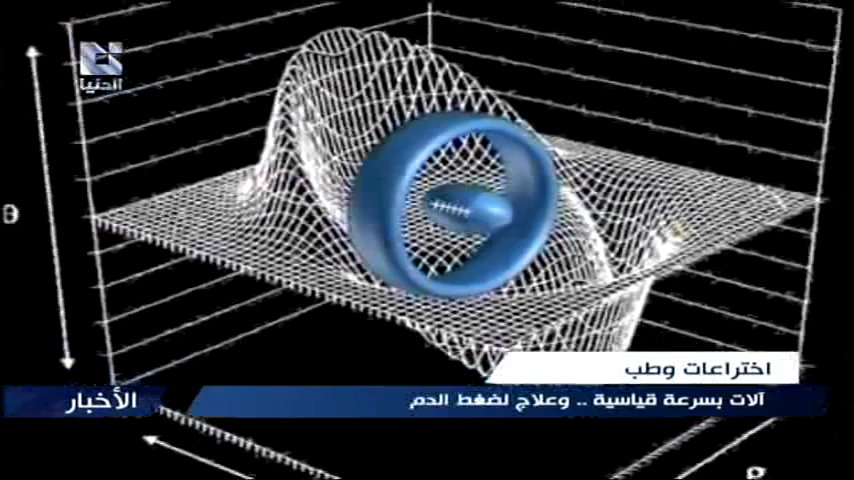 الدنيا
اختراعات وطب
آلات بسرعة قياسية .. وعلاج لضغط الدم
الأخبار